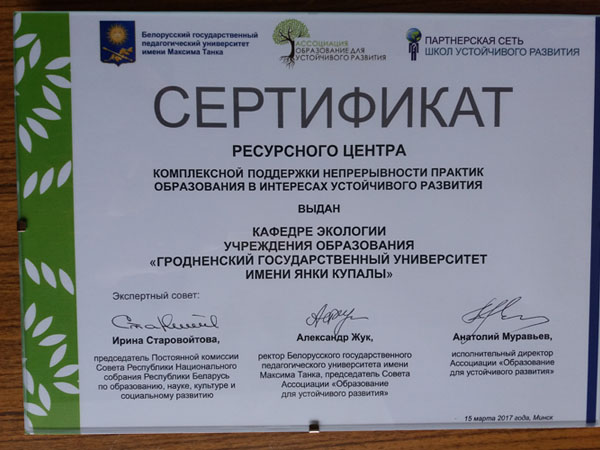 Белорусский государственный
педагогический университет
имени Максима Танка
АССОЦИАЦИЯ
ОБРАЗОВАНИЕ ДЛЯ
УСТОЙЧИВОГО РАЗВИТИЯ
ПАРТНЕРСКАЯ СЕТЬ
ШКОЛ УСТОЙЧИВОГО РАЗВИТИЯ
СЕРТИФИКАТ
РЕСУРСНОГО ЦЕНТРА
КОМПЛЕКСНОЙ ПОДДЕРЖКИ НЕПРЕРЫВНОСТИ ПРАКТИК
ОБРАЗОВАНИЯ В ИНТЕРЕСАХ УСТОЙЧИВОГО РАЗВИТИЯ
ВЫДАН
КАФЕДРЕ ЭКОЛОГИИ
УЧРЕЖДЕНИЯ ОБРАЗОВАНИЯ
«ГРОДНЕНСКИЙ ГОСУДАРСТВЕННЫЙ УНИВЕРСИТЕТ
ИМЕНИ ЯНКИ КУПАЛЫ»
Экспертный совет:
Ирина Старовойтова,
председатель Постоянной комиссии
Совета Республики Национального
собрания Республики Беларусь
по образованию, науке, культуре и
социальному развитию
Александр Жук,
ректор Белорусского государственного
педагогического университета имени
Максима Танка, председатель Совета
Ассоциации «Образование
для устойчивого развития»
Анатолий Муравьев,
исполнительный директор
Ассоциации «Образование
для устойчивого развития»
15 марта 2017 года, Минск